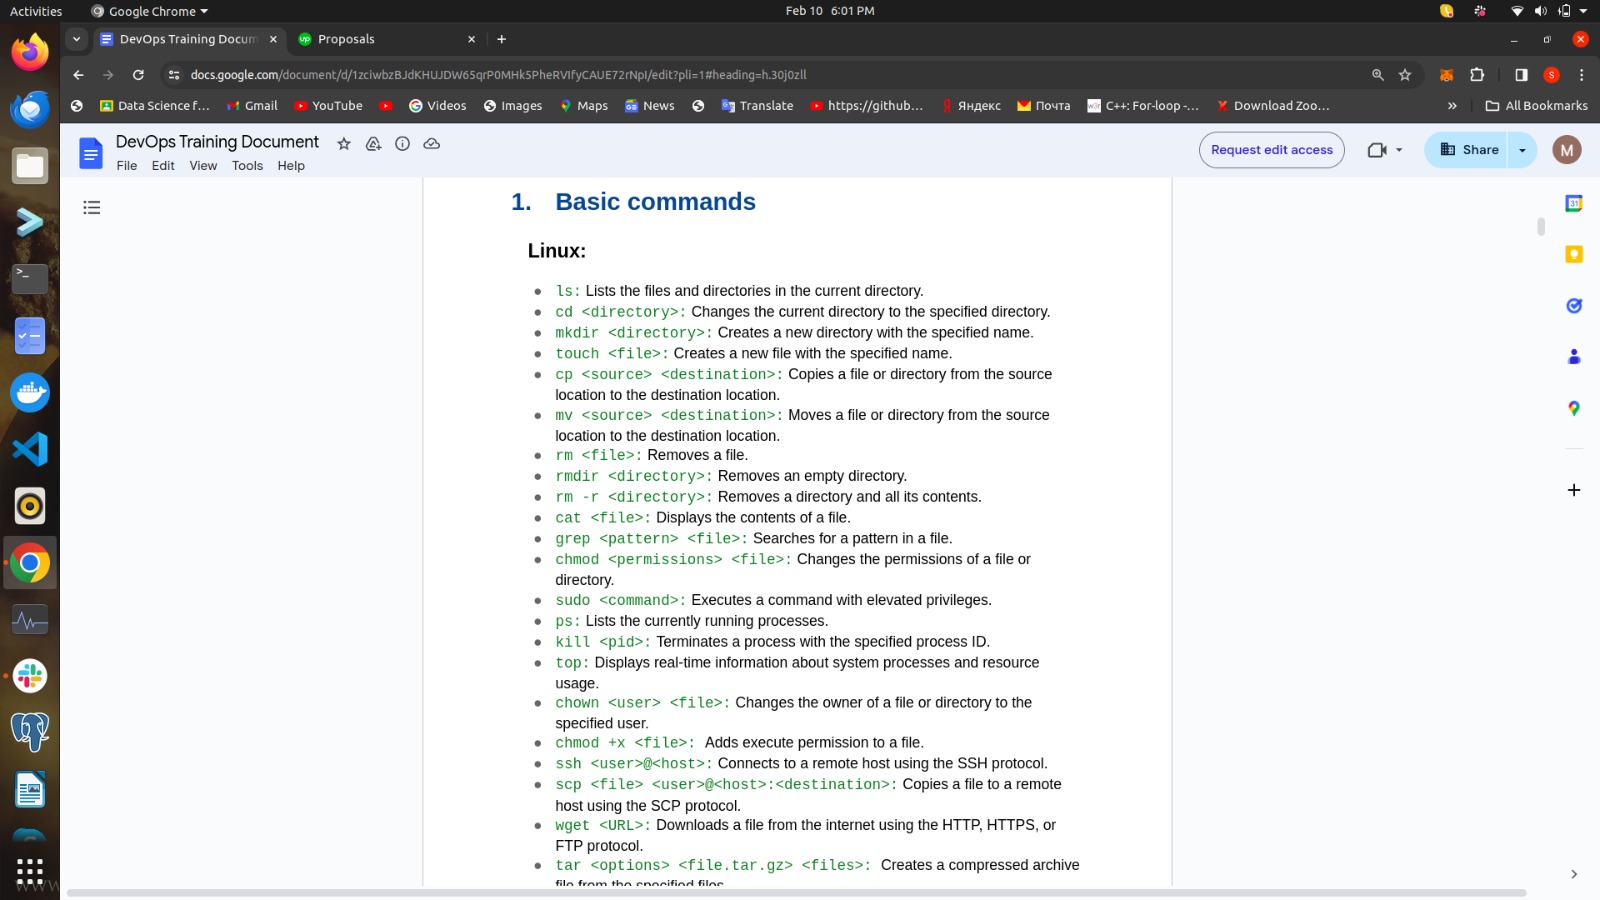 Activities Google Chrome Feb 10 6:01 PM
DevOps Training Docum Proposals
docs.google.com/document/d/1zciwbzBJdKHUJDW65qrP0MHk5PheRVIfyCAUE72rNpI/edit?pli=1#heading=h.30j0zll
Data Science f... Gmail YouTube Videos Images Maps News Translate https://github... Яндекс Почта C++: For-loop -... Download Zoo... » All Bookmarks
DevOps Training Document
File Edit View Tools Help
Request edit access Share M
1. Basic commands
Linux:
ls: Lists the files and directories in the current directory.
cd <directory>: Changes the current directory to the specified directory.
mkdir <directory>: Creates a new directory with the specified name.
touch <file>: Creates a new file with the specified name.
cp <source> <destination>: Copies a file or directory from the source
location to the destination location.
mv <source> <destination>: Moves a file or directory from the source
location to the destination location.
rm <file>: Removes a file.
rmdir <directory>: Removes an empty directory.
rm -r <directory>: Removes a directory and all its contents.
cat <file>: Displays the contents of a file.
grep <pattern> <file>: Searches for a pattern in a file.
chmod <permissions> <file>: Changes the permissions of a file or
directory.
sudo <command>: Executes a command with elevated privileges.
ps: Lists the currently running processes.
kill <pid>: Terminates a process with the specified process ID.
top: Displays real-time information about system processes and resource
usage.
chown <user> <file>: Changes the owner of a file or directory to the
specified user.
chmod +x <file>: Adds execute permission to a file.
ssh <user>@<host>: Connects to a remote host using the SSH protocol.
scp <file> <user>@<host>:<destination>: Copies a file to a remote
host using the SCP protocol.
wget <URL>: Downloads a file from the internet using the HTTP, HTTPS, or
FTP protocol.
tar <options> <file.tar.gz> <files>: Creates a compressed archive
file from the specified files